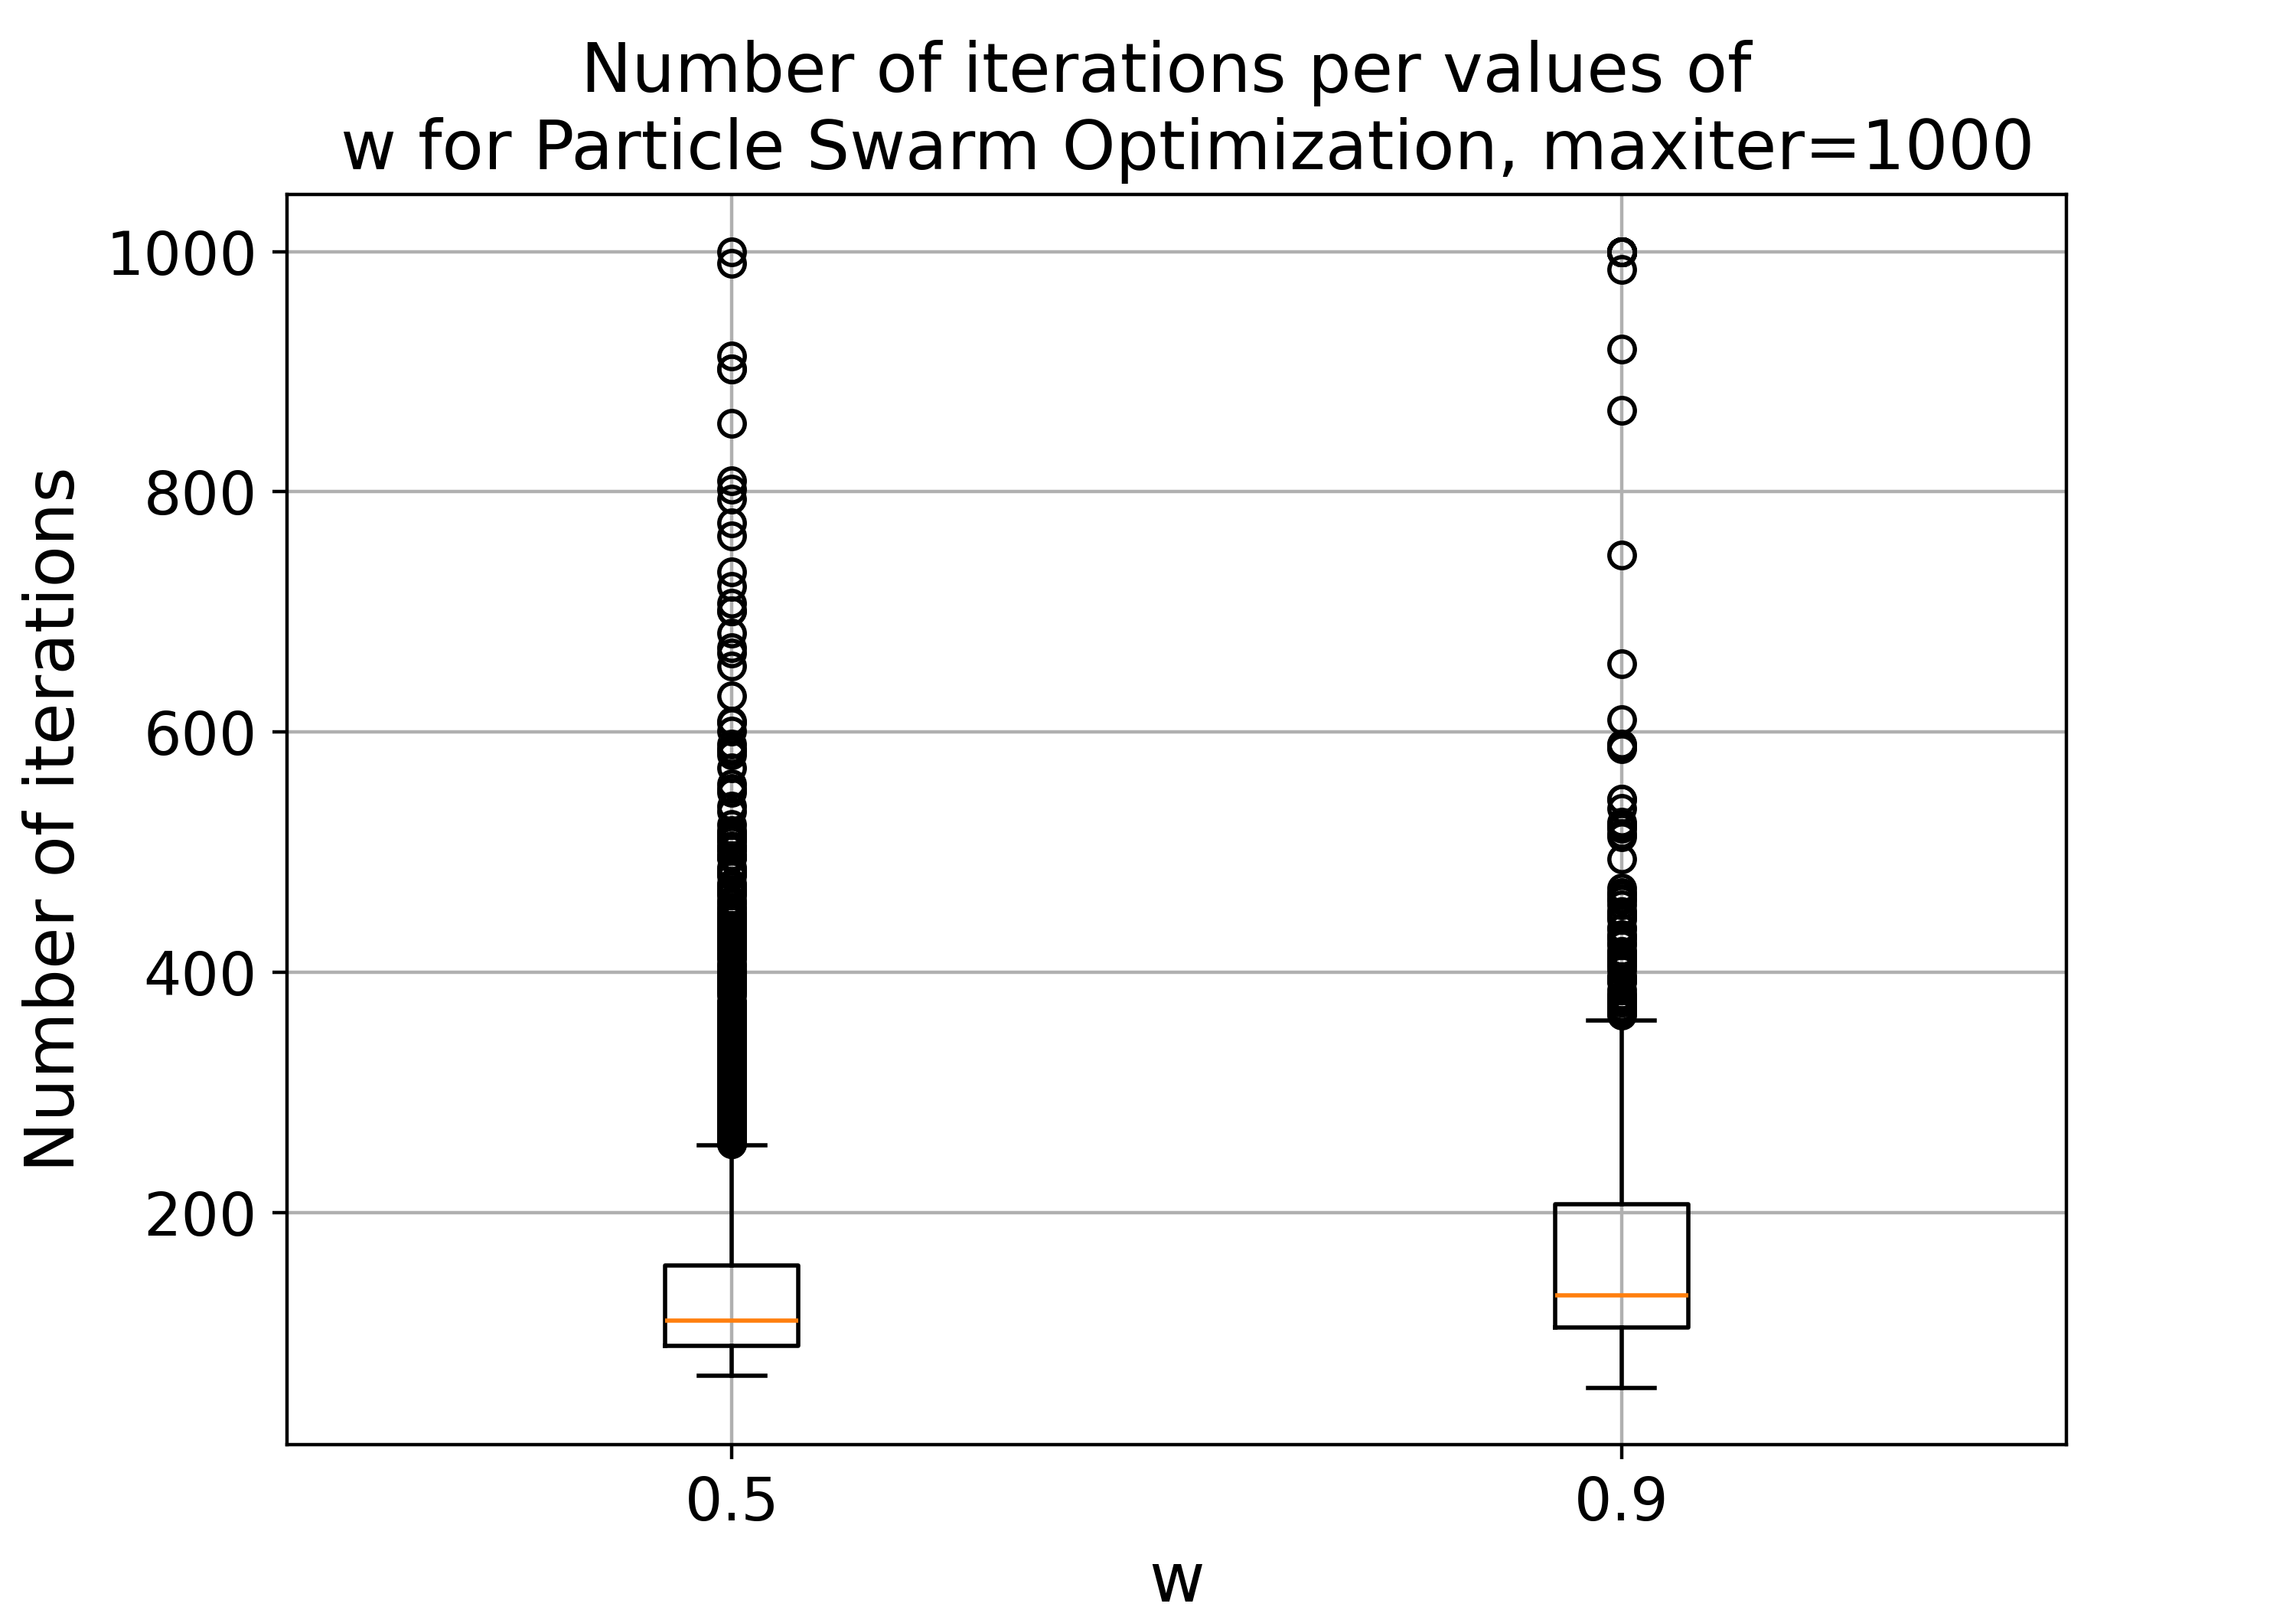 Number of iterations per values of
w for Particle Swarm Optimization, maxiter=1000
Number of iterations
1000
800
600
400
200
0.5
0.9
w